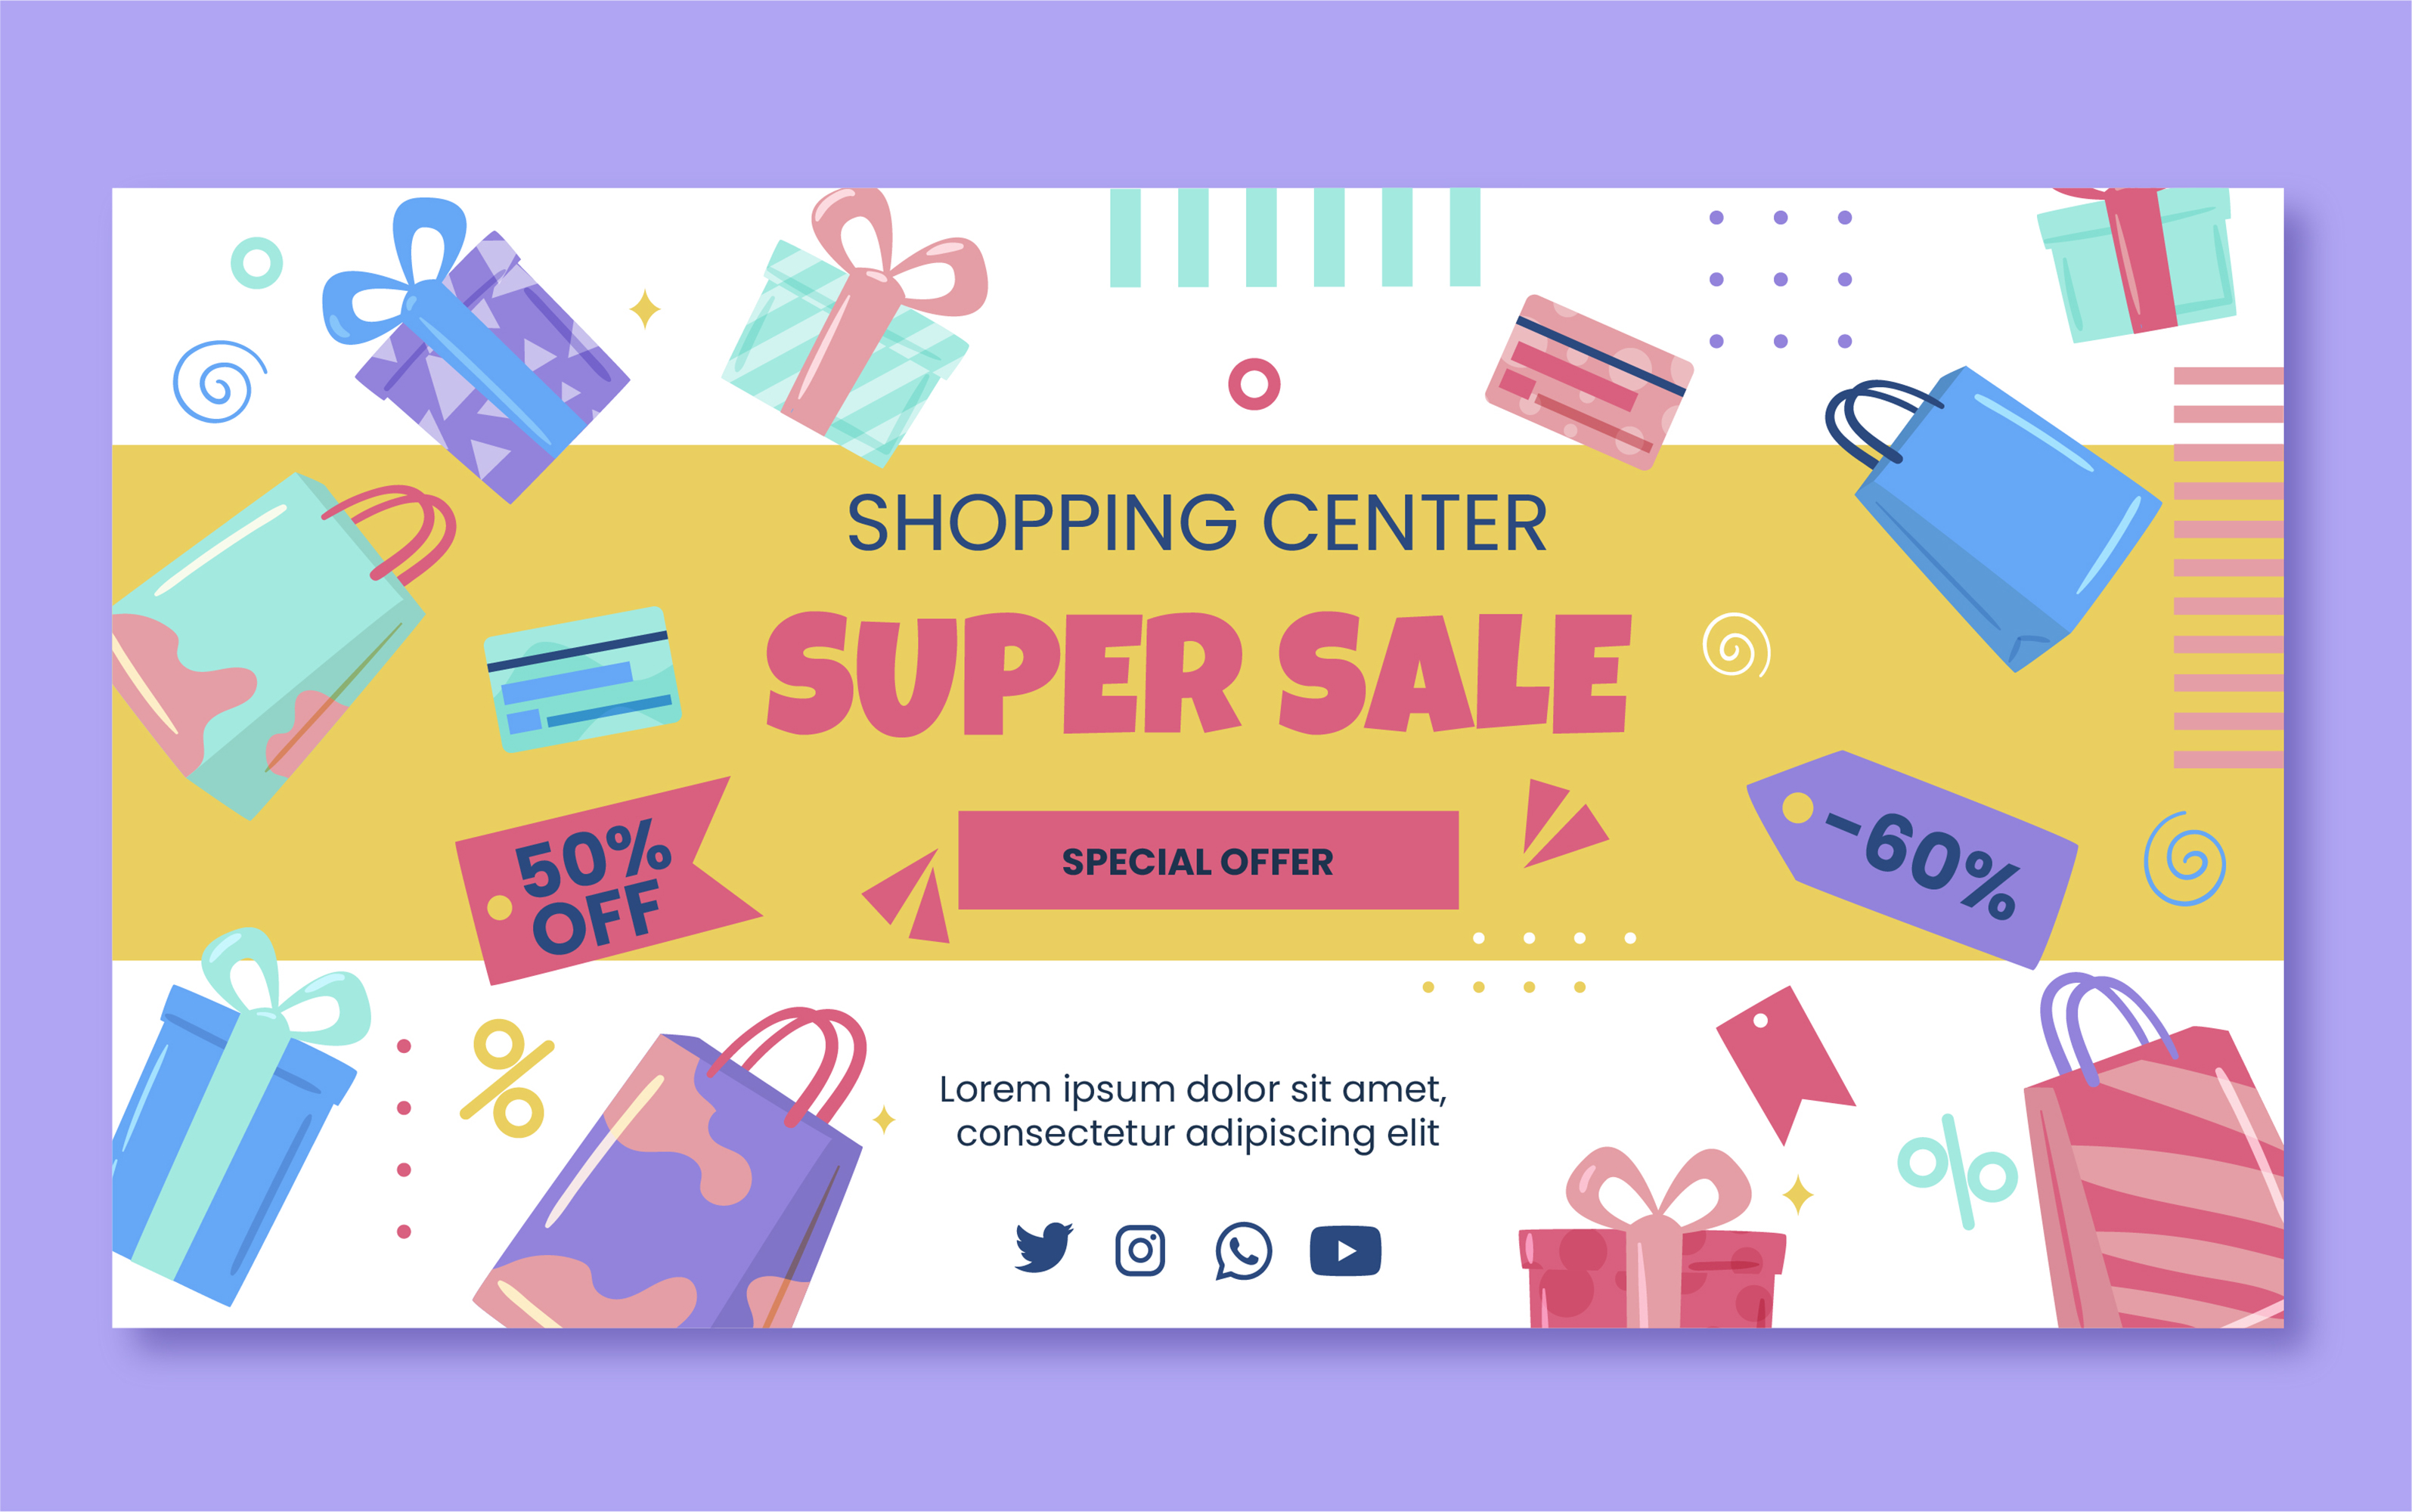 SHOPPING CENTER
SUPER SALE
50%
OFF
SPECIAL OFFER
-60%
Lorem ipsum dolor sit amet,
consectetur adipiscing elit